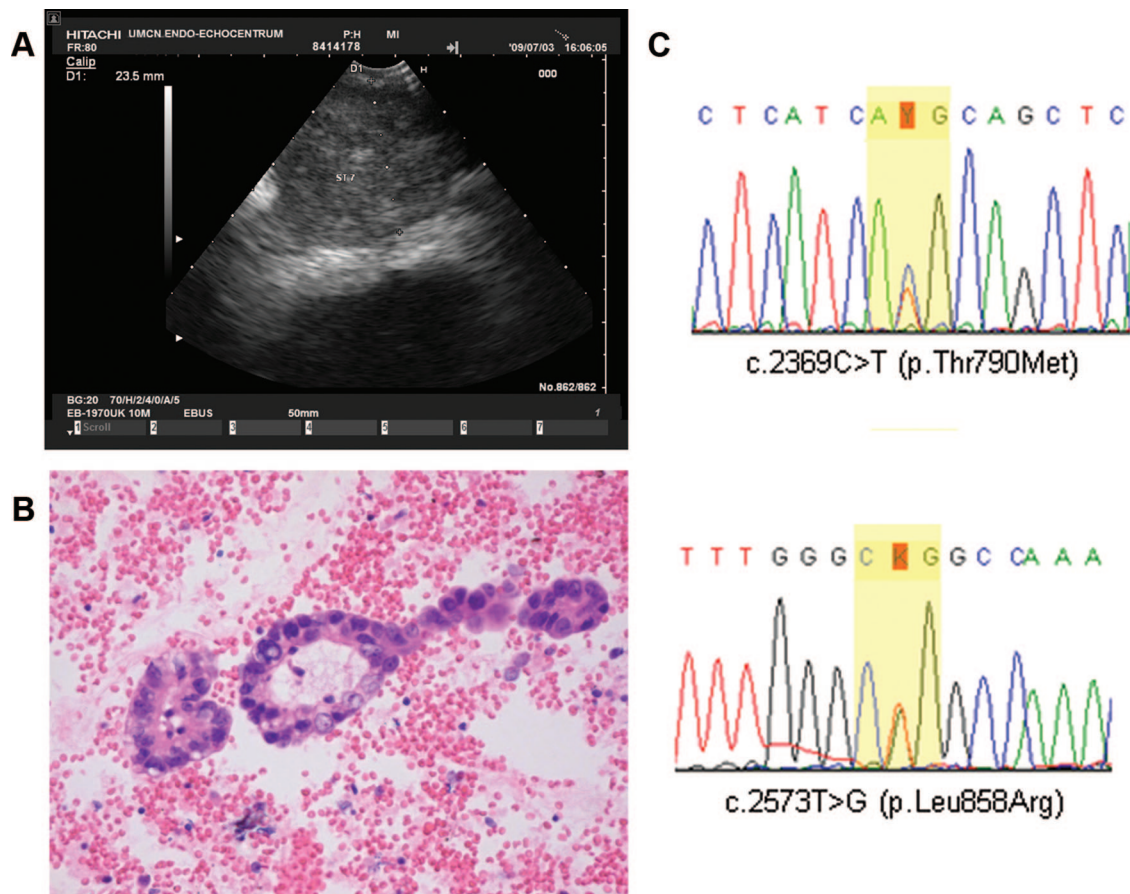 A
HITACHI UMCN.ENDO-ECHOCENTRUM P:H MI
FR:80 8414178 '09/07/03 16:06:05
Calip
D1: 23.5 mm
D1 H 000
ST 7
No.862/862
BG:20 70/H/2/4/0/A/5
EB-1970UK 10M EBUS 50mm 1
1 Scroll 2 3 4 5 6 7
B
C
C T C A T C A Y G C A G C T C
c.2369C>T (p.Thr790Met)
T T T G G G C K G G C C A A A
c.2573T>G (p.Leu858Arg)